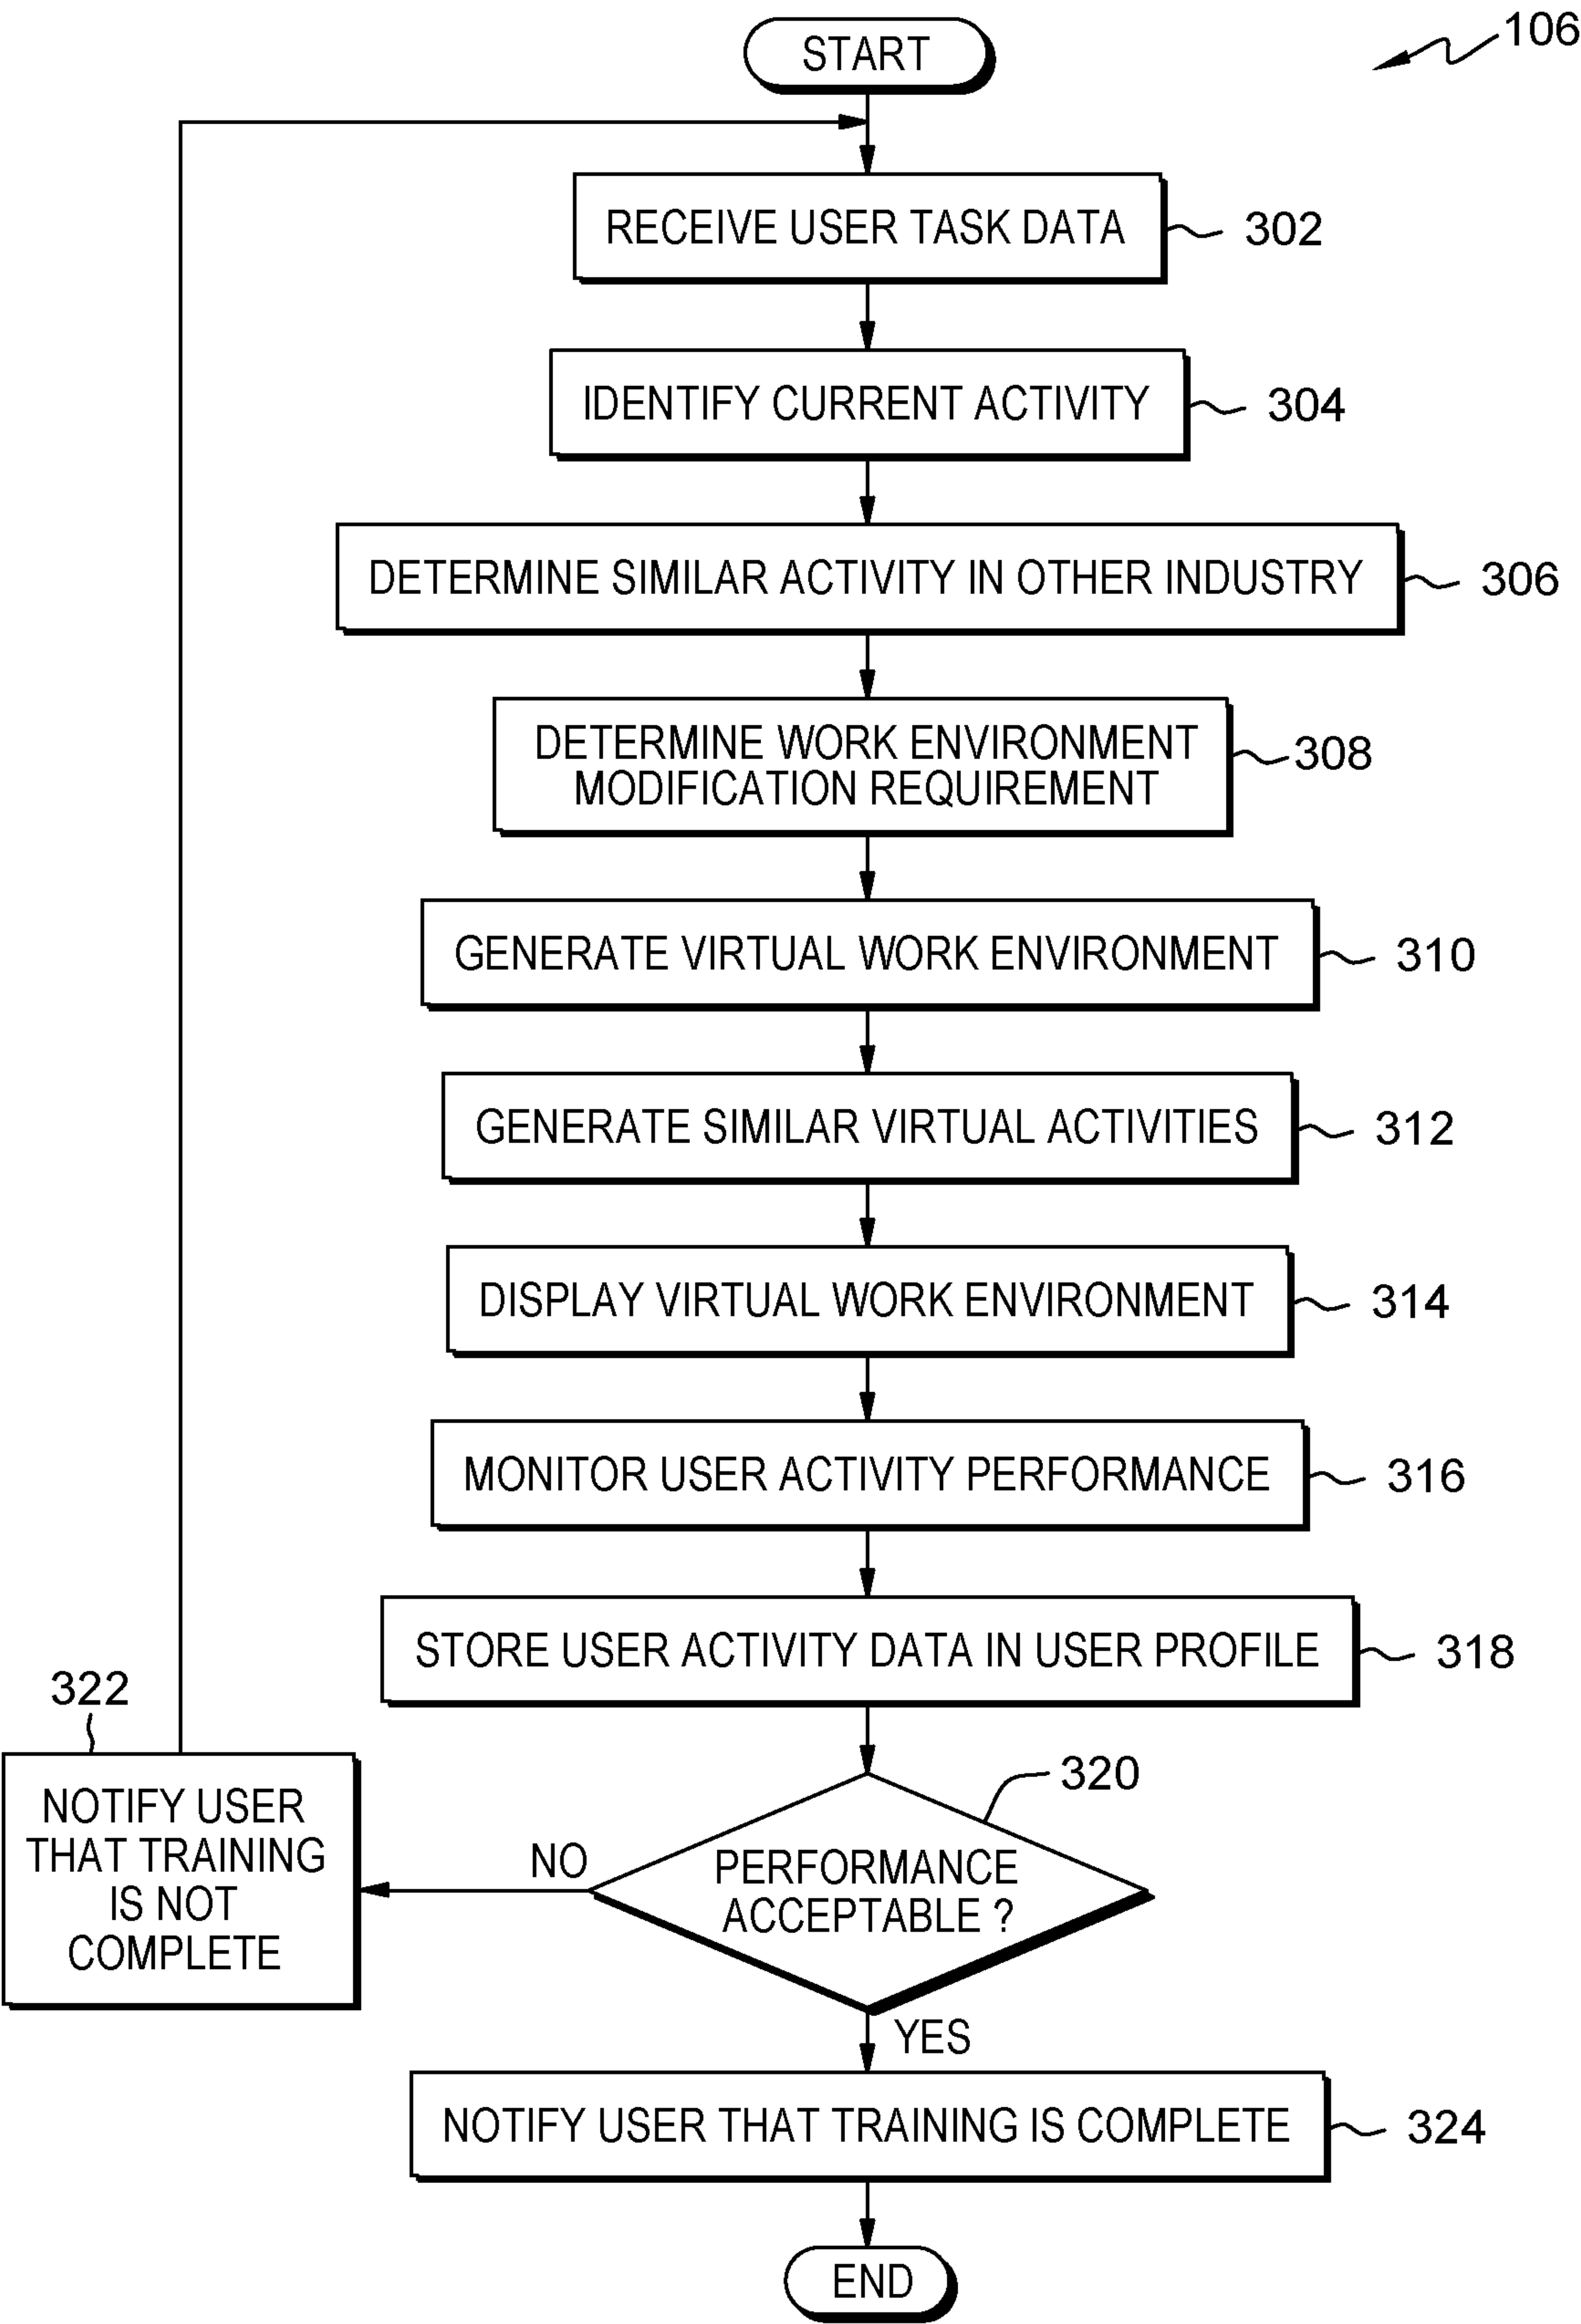 START
106
RECEIVE USER TASK DATA
302
IDENTIFY CURRENT ACTIVITY
304
DETERMINE SIMILAR ACTIVITY IN OTHER INDUSTRY
306
DETERMINE WORK ENVIRONMENT
MODIFICATION REQUIREMENT
308
GENERATE VIRTUAL WORK ENVIRONMENT
310
GENERATE SIMILAR VIRTUAL ACTIVITIES
312
DISPLAY VIRTUAL WORK ENVIRONMENT
314
MONITOR USER ACTIVITY PERFORMANCE
316
STORE USER ACTIVITY DATA IN USER PROFILE
318
PERFORMANCE
ACCEPTABLE ?
320
NO
322
NOTIFY USER
THAT TRAINING
IS NOT
COMPLETE
YES
NOTIFY USER THAT TRAINING IS COMPLETE
324
END